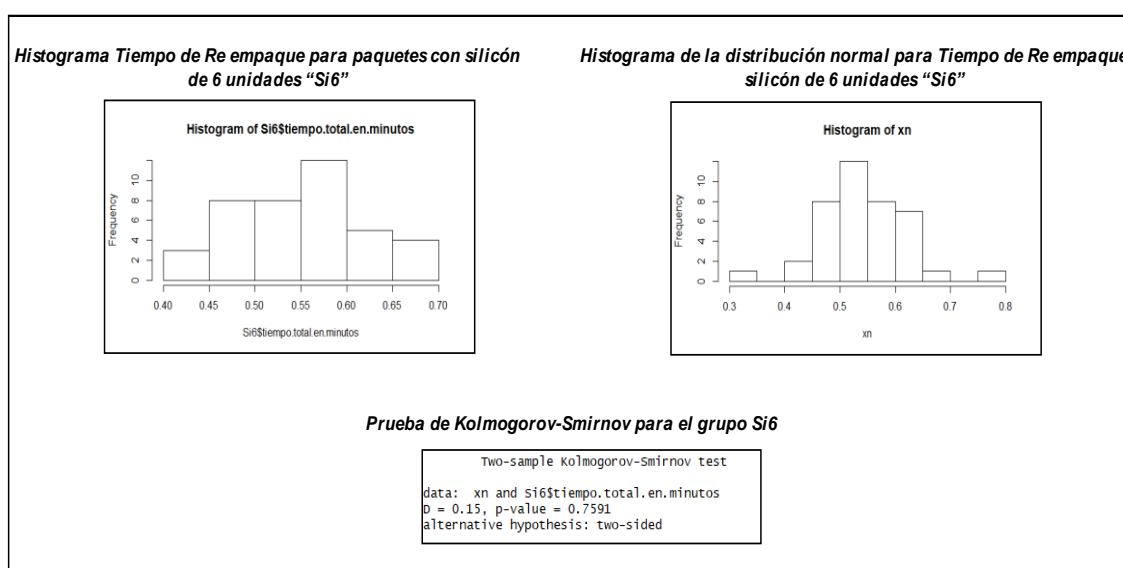 Histograma Tiempo de Re empaque para paquetes con silicón
de 6 unidades “Si6”
Histograma de la distribución normal para Tiempo de Re empaque
silicón de 6 unidades “Si6”
Histogram of Si6$tiempo.total.en.minutos
Frequency
0 2 4 6 8 10
0.40 0.45 0.50 0.55 0.60 0.65 0.70
Si6$tiempo.total.en.minutos
Histogram of xn
Frequency
0 2 4 6 8 10
0.3 0.4 0.5 0.6 0.7 0.8
xn
Prueba de Kolmogorov-Smirnov para el grupo Si6
Two-sample Kolmogorov-Smirnov test
data: xn and Si6$tiempo.total.en.minutos
D = 0.15, p-value = 0.7591
alternative hypothesis: two-sided